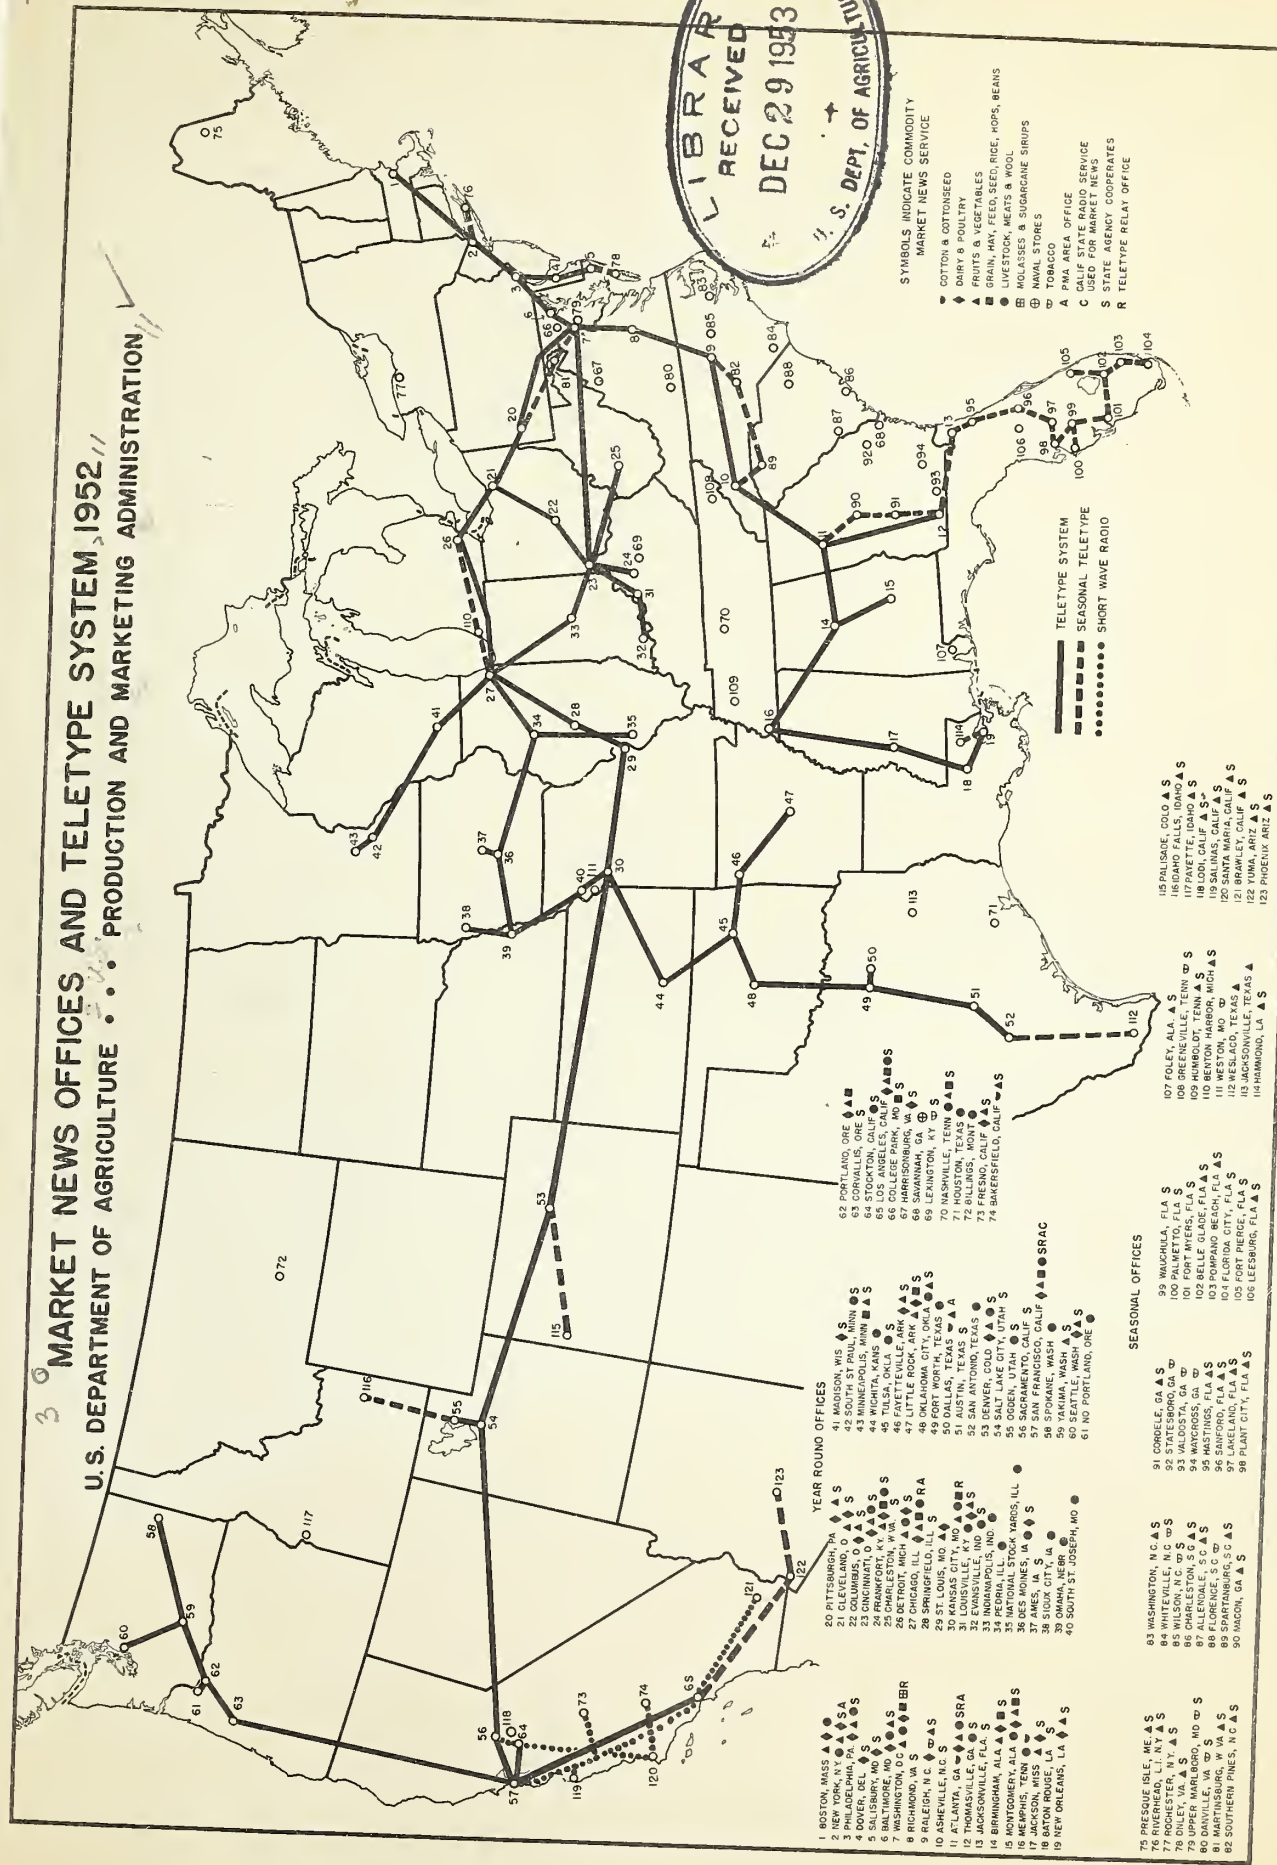 MARKET NEWS OFFICES AND TELETYPE SYSTEM, 1952
U.S. DEPARTMENT OF AGRICULTURE • • • PRODUCTION AND MARKETING ADMINISTRATION
LIBRAR
RECEIVED
DEC 29 1953
U. S. DEPT. OF AGRICULTU
SYMBOLS INDICATE COMMODITY
MARKET NEWS SERVICE
COTTON & COTTONSEED
♦ DAIRY & POULTRY
▲ FRUITS & VEGETABLES
■ GRAIN, HAY, FEED, SEED, RICE, HOPS, BEANS
● LIVESTOCK, MEATS & WOOL
⊞ MOLASSES & SUGARCANE SIRUPS
⊕ NAVAL STORES
TOBACCO
A PMA AREA OFFICE
C CALIF STATE RADIO SERVICE
USED FOR MARKET NEWS
S STATE AGENCY COOPERATES
R TELETYPE RELAY OFFICE
TELETYPE SYSTEM
SEASONAL TELETYPE
SHORT WAVE RADIO
YEAR ROUND OFFICES
1 BOSTON, MASS
2 NEW YORK, N.Y.
3 PHILADELPHIA, PA.
4 DOVER, DEL
5 SALISBURY, MD
6 BALTIMORE, MD
7 WASHINGTON, D C
8 RICHMOND, VA S
9 RALEIGH, N C.
10 ASHEVILLE, N.C. S
11 ATLANTA, GA
12 THOMASVILLE, GA
13 JACKSONVILLE, FLA. S
14 BIRMINGHAM, ALA
15 MONTGOMERY, ALA
16 MEMPHIS, TENN
17 JACKSON, MISS
18 BATON ROUGE, LA
19 NEW ORLEANS, LA
20 PITTSBURGH, PA
21 CLEVELAND, O
22 COLUMBUS, O
23 CINCINNATI, O
24 FRANKFORT, KY.
25 CHARLESTON, W VA, S
26 DETROIT, MICH
27 CHICAGO, ILL
28 SPRINGFIELD, ILL S
29 ST. LOUIS, MO.
30 KANSAS CITY, MO
31 LOUISVILLE, KY
32 EVANSVILLE, IND
33 INDIANAPOLIS, IND.
34 PEORIA, ILL.
35 NATIONAL STOCK YARDS, ILL
36 DES MOINES, IA
37 AMES, IA S
38 SIOUX CITY, IA
39 OMAHA, NEBR
40 SOUTH ST. JOSEPH, MO
41 MADISON, WIS
42 SOUTH ST PAUL, MINN
43 MINNEAPOLIS, MINN
44 WICHITA, KANS
45 TULSA, OKLA
46 FAYETTEVILLE, ARK
47 LITTLE ROCK, ARK
48 OKLAHOMA CITY, OKLA
49 FORT WORTH, TEXAS
50 DALLAS, TEXAS
51 AUSTIN, TEXAS S
52 SAN ANTONIO, TEXAS
53 DENVER, COLO
54 SALT LAKE CITY, UTAH S
55 OGDEN, UTAH
56 SACRAMENTO, CALIF S
57 SAN FRANCISCO, CALIF
58 SPOKANE, WASH
59 YAKIMA, WASH
60 SEATTLE, WASH
61 NO PORTLAND, ORE
62 PORTLAND, ORE
63 CORVALLIS, ORE S
64 STOCKTON, CALIF
65 LOS ANGELES, CALIF
66 COLLEGE PARK, MD
67 HARRISONBURG, VA
68 SAVANNAH, GA
69 LEXINGTON, KY
70 NASHVILLE, TENN
71 HOUSTON, TEXAS
72 BILLINGS, MONT
73 FRESNO, CALIF
74 BAKERSFIELD, CALIF
SEASONAL OFFICES
75 PRESQUE ISLE, ME.
76 RIVERHEAD, L.I. N.Y
77 ROCHESTER, N.Y.
78 ONLEY, VA.
79 UPPER MARLBORO, MD
80 DANVILLE, VA
81 MARTINSBURG, W VA
82 SOUTHERN PINES, N C
83 WASHINGTON, N C.
84 WHITEVILLE, N.C
85 WILSON, N C.
86 CHARLESTON, S C
87 ALLENDALE, S C
88 FLORENCE, S C
89 SPARTANBURG, S C
90 MACON, GA
91 CORDELE, GA
92 STATESBORO, GA
93 VALDOSTA, GA
94 WAYCROSS, GA
95 HASTINGS, FLA
96 SANFORD, FLA
97 LAKELAND, FLA
98 PLANT CITY, FLA
99 WAUCHULA, FLA S
100 PALMETTO, FLA S
101 FORT MYERS, FLA S
102 BELLE GLADE, FLA
103 POMPANO BEACH, FLA
104 FLORIDA CITY, FLA S
105 FORT PIERCE, FLA
106 LEESBURG, FLA
107 FOLEY, ALA.
108 GREENEVILLE, TENN
109 HUMBOLDT, TENN
110 BENTON HARBOR, MICH
111 WESTON, MO
112 WESLACO, TEXAS
113 JACKSONVILLE, TEXAS
114 HAMMOND, LA
115 PALISADE, COLO
116 IDAHO FALLS, IDAHO
117 PAYETTE, IDAHO
118 LODI, CALIF
119 SALINAS, CALIF
120 SANTA MARIA, CALIF
121 BRAWLEY, CALIF
122 YUMA, ARIZ
123 PHOENIX ARIZ